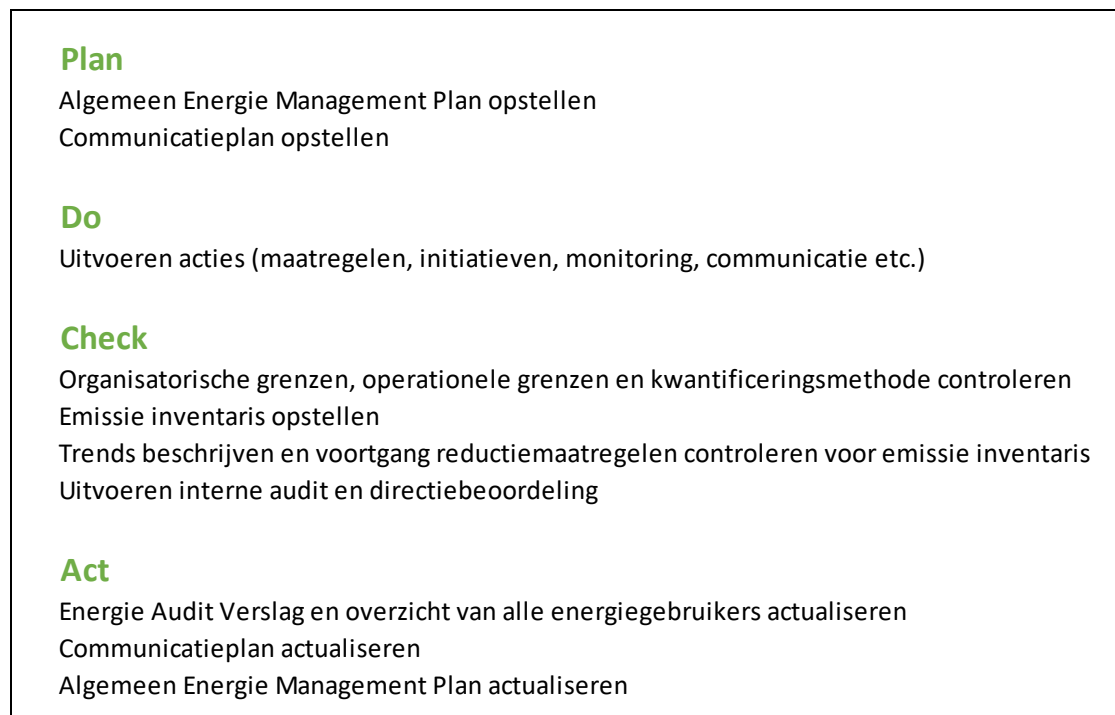 Plan
Algemeen Energie Management Plan opstellen
Communicatieplan opstellen
Do
Uitvoeren acties (maatregelen, initiatieven, monitoring, communicatie etc.)
Check
Organisatorische grenzen, operationele grenzen en kwantificeringsmethode controleren
Emissie inventaris opstellen
Trends beschrijven en voortgang reductiemaatregelen controleren voor emissie inventaris
Uitvoeren interne audit en directiebeoordeling
Act
Energie Audit Verslag en overzicht van alle energiegebruikers actualiseren
Communicatieplan actualiseren
Algemeen Energie Management Plan actualiseren